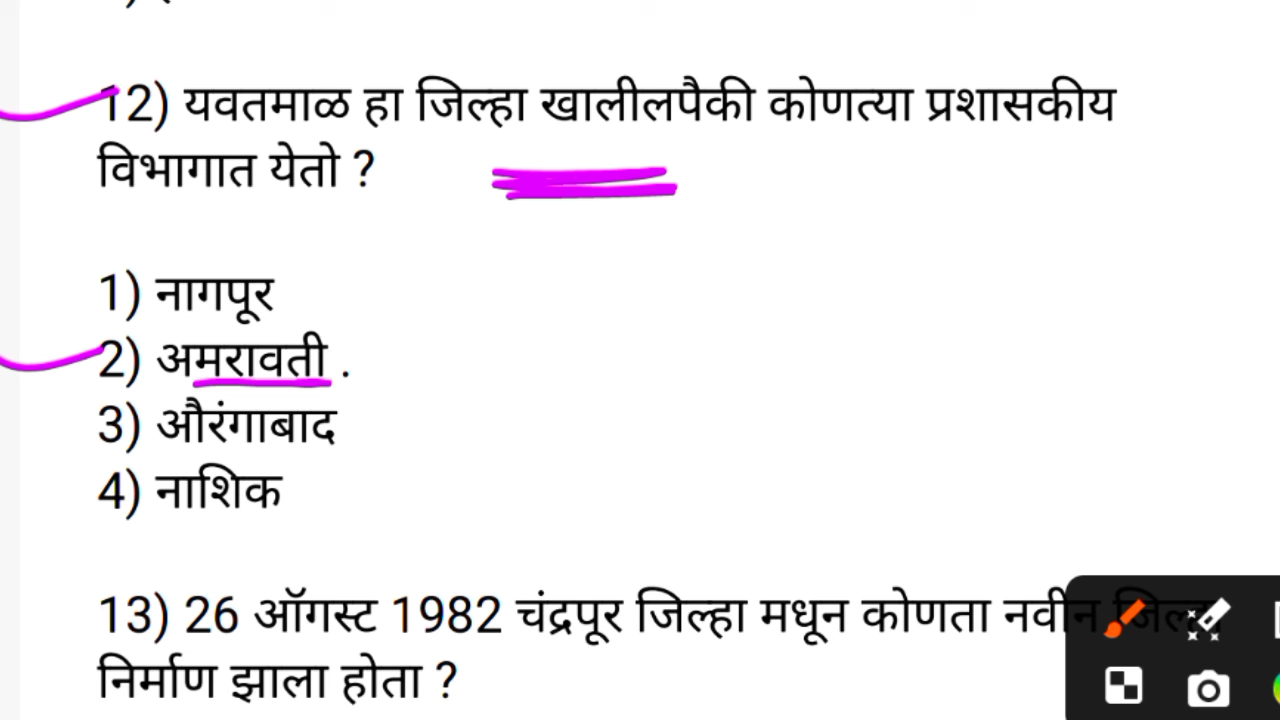 12) यवतमाळ हा जिल्हा खालीलपैकी कोणत्या प्रशासकीय
विभागात येतो ?
1) नागपूर
2) अमरावती .
3) औरंगाबाद
4) नाशिक
13) 26 ऑगस्ट 1982 चंद्रपूर जिल्हा मधून कोणता नवीन जिल्हा
निर्माण झाला होता ?